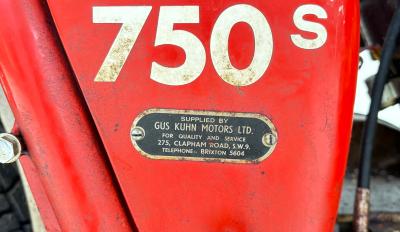 750 S
SUPPLIED BY
GUS KUHN MOTORS LTD.
FOR QUALITY AND SERVICE
275, CLAPHAM ROAD, S.W.9.
TELEPHONE:- BRIXTON 5604